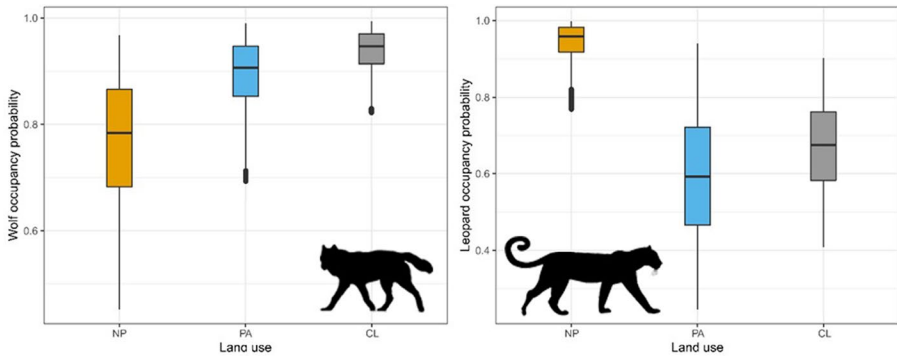 Wolf occupancy probability
1.0
0.8
0.6
NP
PA
CL
Land use
Leopard occupancy probability
1.0
0.8
0.6
0.4
NP
PA
CL
Land use